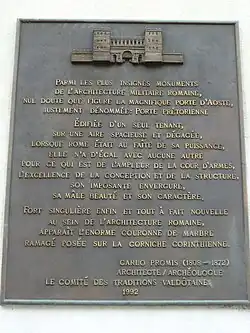 PARMI LES PLUS INSIGNES MONUMENTS
DE L'ARCHITECTURE MILITAIRE ROMAINE,
NUL DOUTE QUE FIGURE LA MAGNIFIQUE PORTE D'AOSTE,
JUSTEMENT DÉNOMMÉE: PORTE PRÉTORIENNE.
EDIFIÉE D'UN SEUL TENANT,
SUR UNE AIRE SPACIEUSE ET DÉGAGÉE,
LORSQUE ROME ÉTAIT AU FAÎTE DE SA PUISSANCE,
ELLE N'A D'ÉGAL AVEC AUCUNE AUTRE
POUR CE QUI EST DE L'AMPLEUR DE LA COUR D'ARMES,
L'EXCELLENCE DE LA CONCEPTION ET DE LA STRUCTURE,
SON IMPOSANTE ENVERGURE,
SA MÂLE BEAUTÉ ET SON CARACTÈRE.
FORT SINGULIÈRE ENFIN ET TOUT À FAIT NOUVELLE
AU SEIN DE L'ARCHITECTURE ROMAINE,
APPARAÎT L'ÉNORME COURONNE DE MARBRE
RAMAGÉ POSÉE SUR LA CORNICHE CORINTHIENNE.
CARLO PROMIS (1808-1872)
ARCHITECTE/ARCHÉOLOGUE
LE COMITÉ DES TRADITIONS VALDÔTAINES
1992